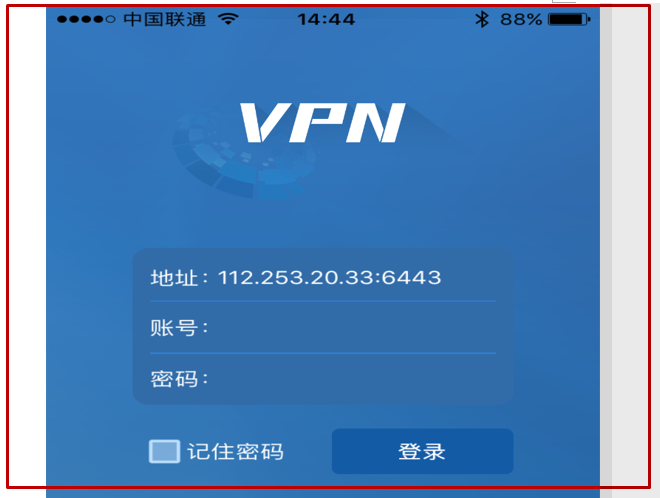 中国联通 14:44 88%
VPN
地址：112.253.20.33:6443
账号：
密码：
记住密码 登录